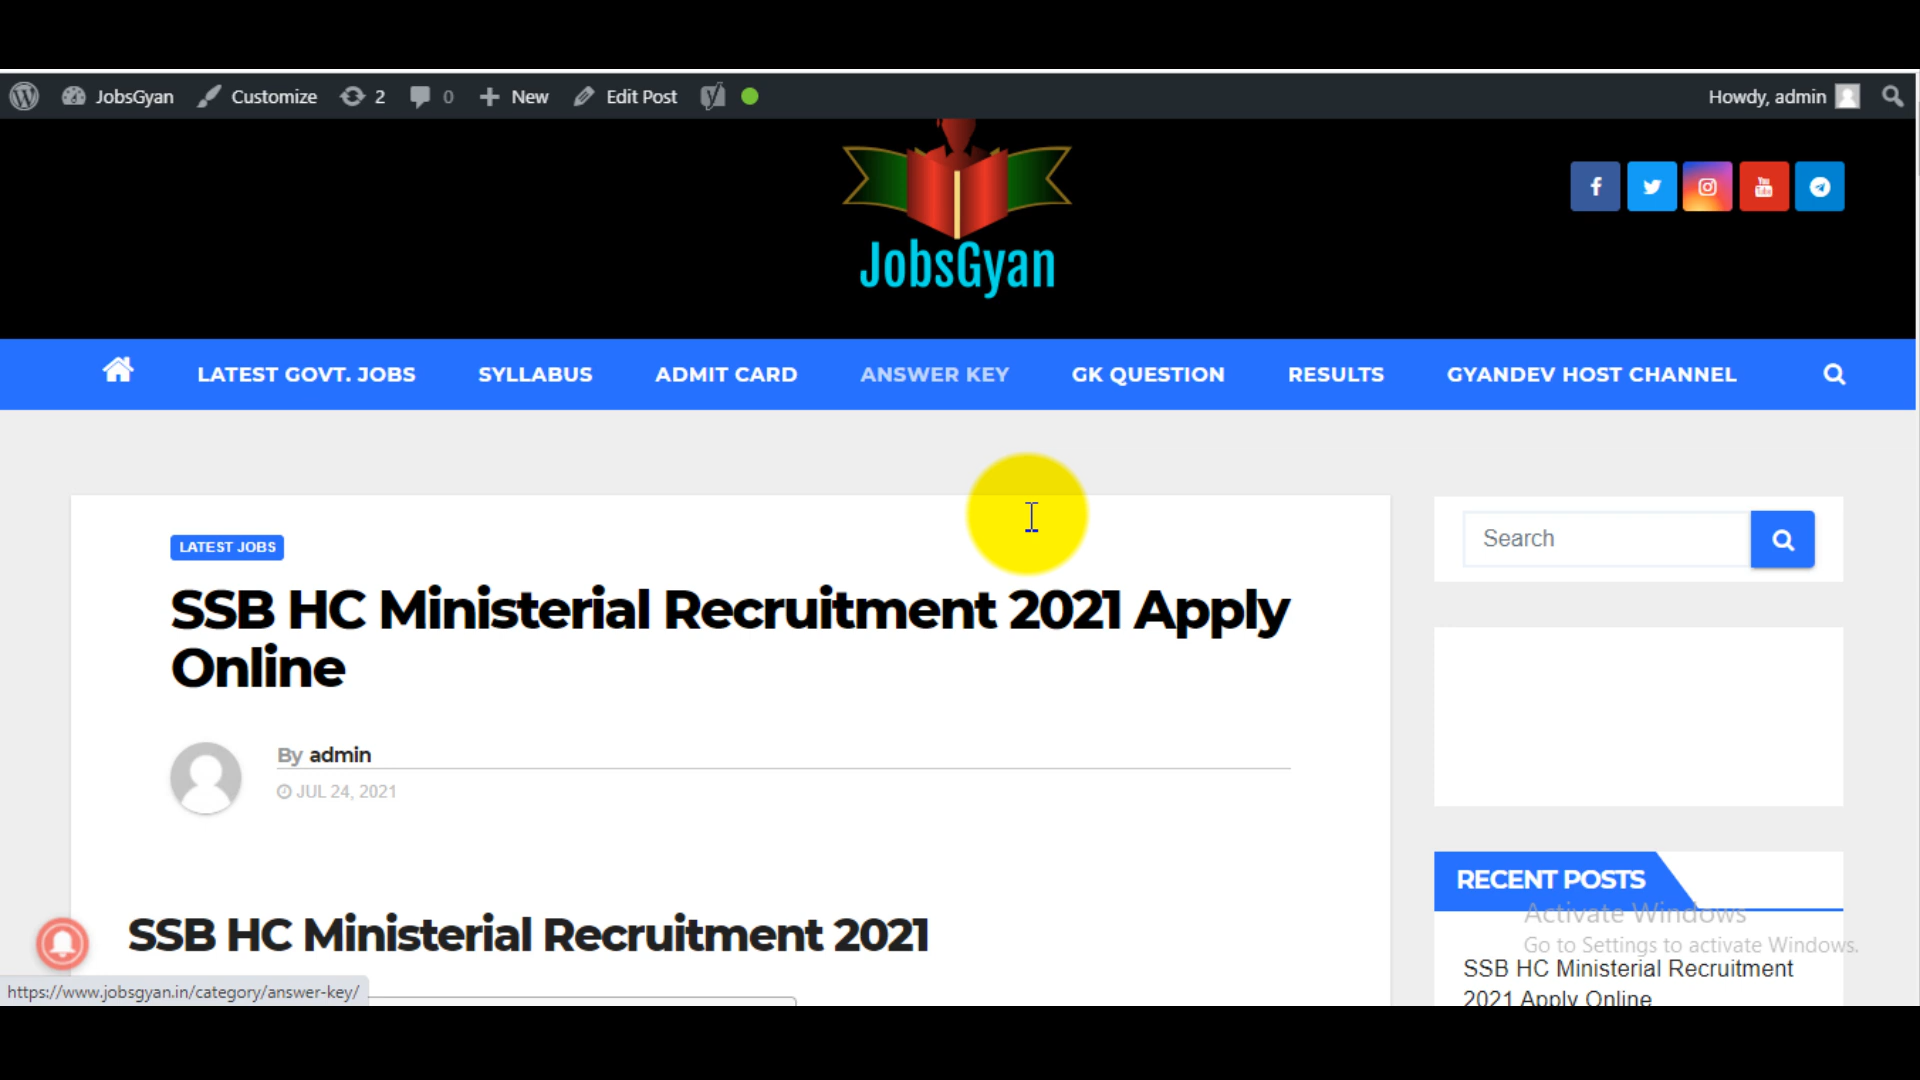 JobsGyan Customize 2 0 New Edit Post Howdy, admin
JobsGyan
LATEST GOVT. JOBS SYLLABUS ADMIT CARD ANSWER KEY GK QUESTION RESULTS GYANDEV HOST CHANNEL
LATEST JOBS
SSB HC Ministerial Recruitment 2021 Apply
Online
By admin
JUL 24, 2021
SSB HC Ministerial Recruitment 2021
Search
RECENT POSTS
Activate Windows
Go to Settings to activate Windows.
SSB HC Ministerial Recruitment
2021 Apply Online
https://www.jobsgyan.in/category/answer-key/